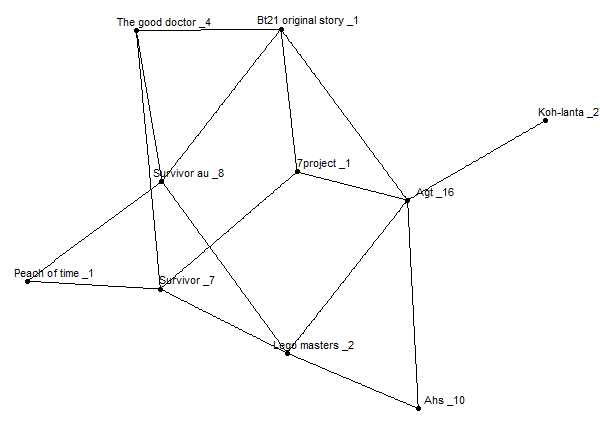 The good doctor _4
Bt21 original story _1
Koh-lanta _2
7project _1
Survivor au _8
Agt _16
Peach of time _1
Survivor _7
Lego masters _2
Ahs _10